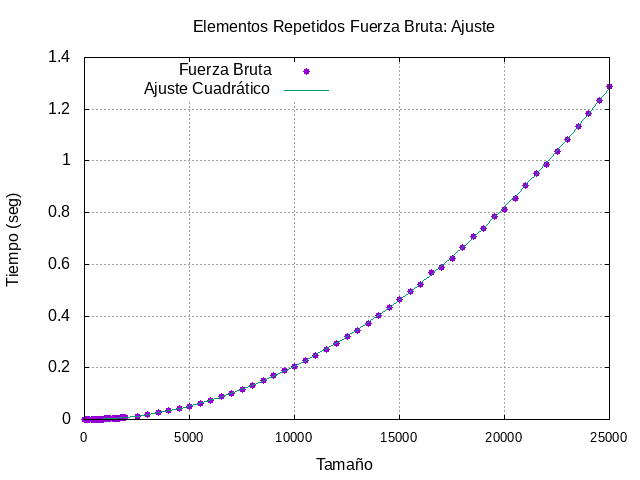 Elementos Repetidos Fuerza Bruta: Ajuste
Fuerza Bruta
Ajuste Cuadrático
1.4
1.2
1
0.8
0.6
0.4
0.2
0
Tiempo (seg)
0 5000 10000 15000 20000 25000
Tamaño